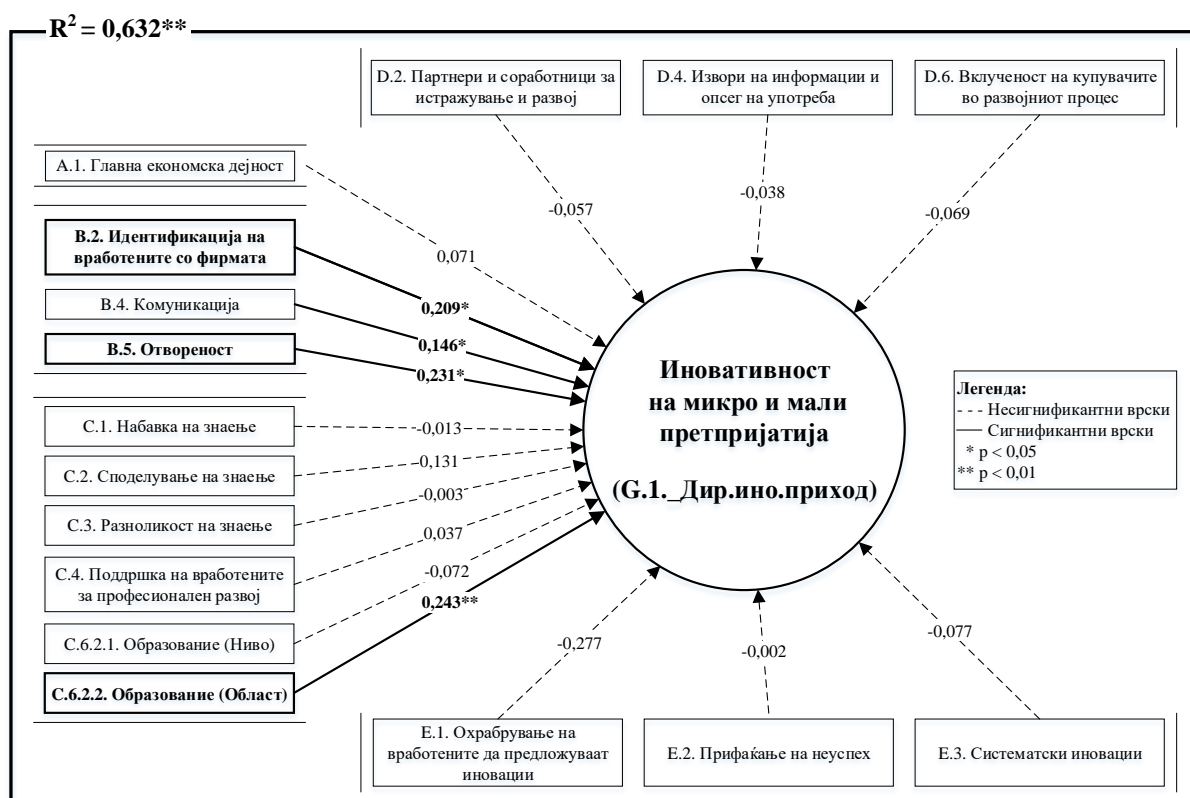 R² = 0,632**
D.2. Партнери и соработници за
истражување и развој
D.4. Извори на информации и
опсег на употреба
D.6. Вклученост на купувачите
во развојниот процес
-0,057
-0,038
-0,069
A.1. Главна економска дејност
0,071
B.2. Идентификација на
вработените со фирмата
0,209*
B.4. Комуникација
0,146*
B.5. Отвореност
0,231*
C.1. Набавка на знаење
-0,013
C.2. Споделување на знаење
-0,131
C.3. Разноликост на знаење
-0,003
C.4. Поддршка на вработените
за професионален развој
0,037
C.6.2.1. Образование (Ниво)
-0,072
C.6.2.2. Образование (Област)
0,243**
Иновативност
на микро и мали
претпријатија
(G.1._Дир.ино.приход)
Легенда:
--- Несигнификантни врски
— Сигнификантни врски
* p < 0,05
** p < 0,01
-0,277
-0,002
-0,077
E.1. Охрабрување на
вработените да предложуваат
иновации
E.2. Прифаќање на неуспех
E.3. Систематски иновации